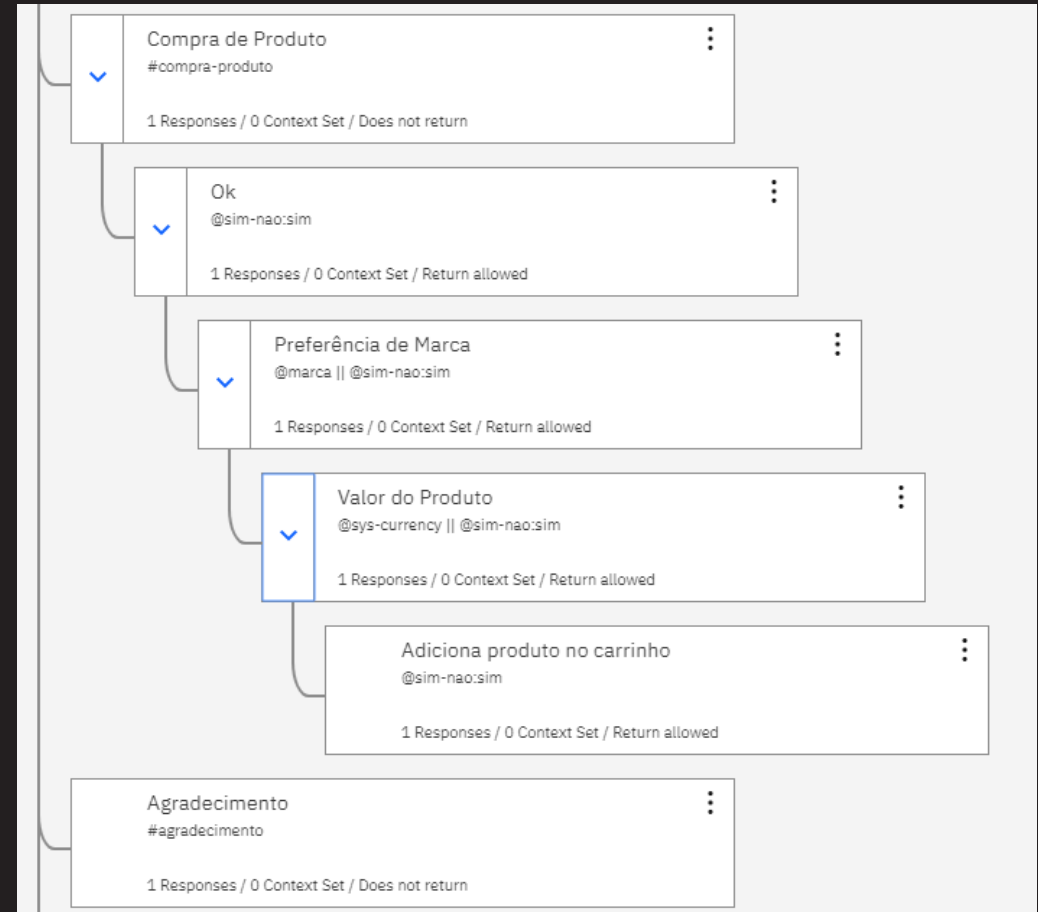 Compra de Produto
#compra-produto
1 Responses / 0 Context Set / Does not return
Ok
@sim-nao:sim
1 Responses / 0 Context Set / Return allowed
Preferência de Marca
@marca || @sim-nao:sim
1 Responses / 0 Context Set / Return allowed
Valor do Produto
@sys-currency || @sim-nao:sim
1 Responses / 0 Context Set / Return allowed
Adiciona produto no carrinho
@sim-nao:sim
1 Responses / 0 Context Set / Return allowed
Agradecimento
#agradecimento
1 Responses / 0 Context Set / Does not return